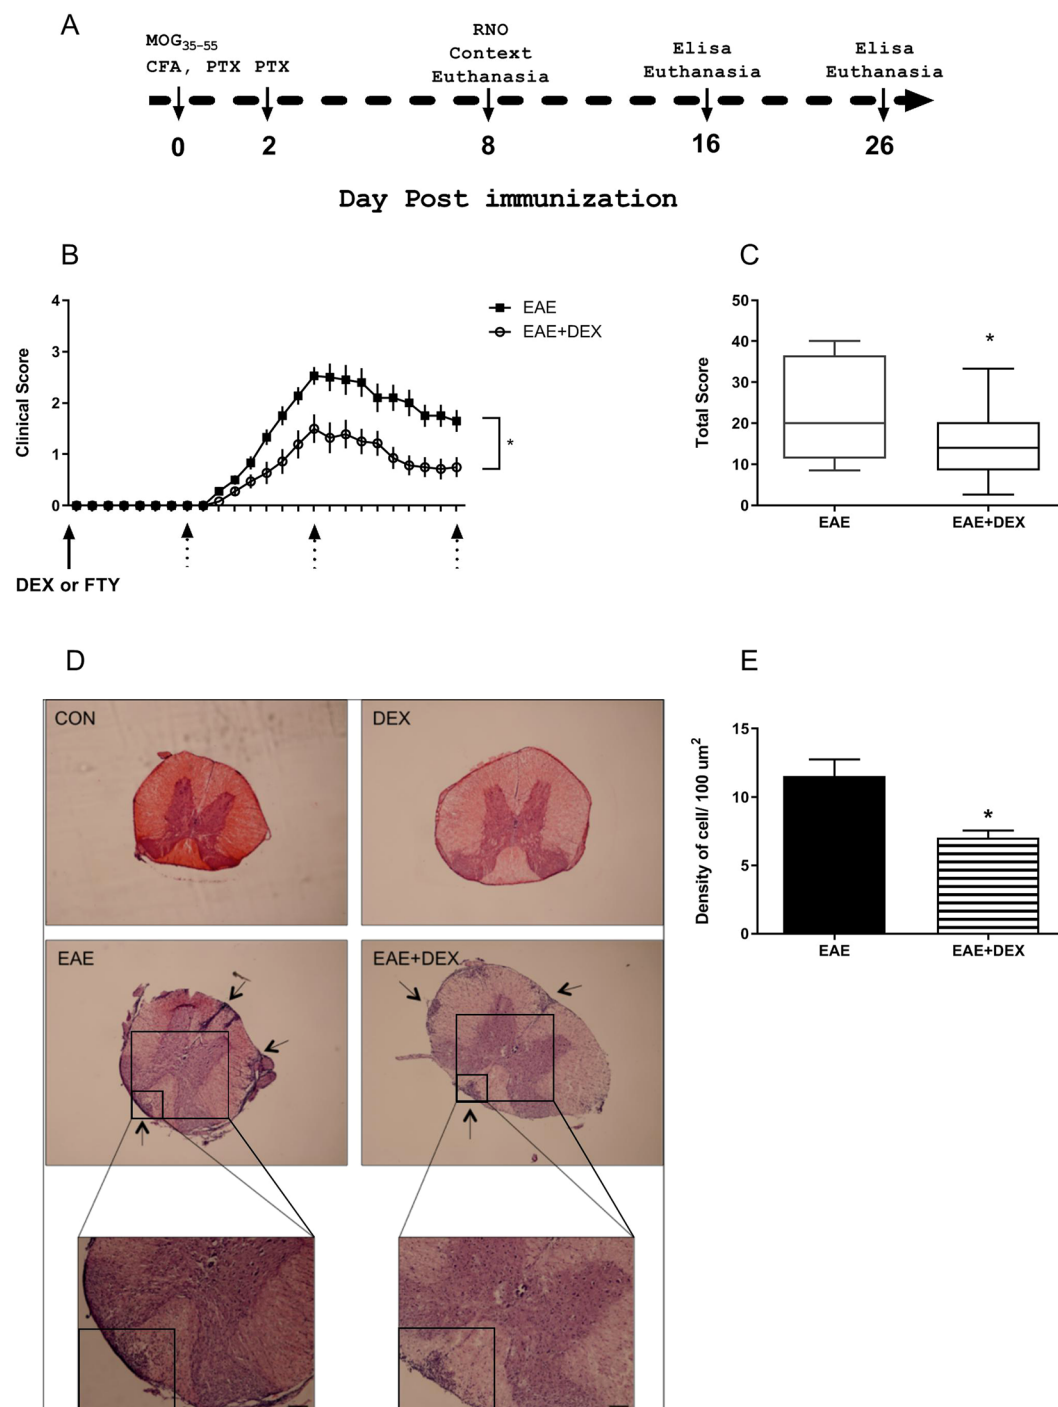 A
MOG35-55
CFA, PTX PTX
RNO
Context
Euthanasia
Elisa
Euthanasia
Elisa
Euthanasia
0
2
8
16
26
Day Post immunization
B
4
3
2
1
0
Clinical Score
EAE
EAE+DEX
*
DEX or FTY
C
50
40
30
20
10
0
Total Score
*
EAE
EAE+DEX
D
CON
DEX
EAE
EAE+DEX
E
15
10
5
0
Density of cell/ 100 um2
*
EAE
EAE+DEX